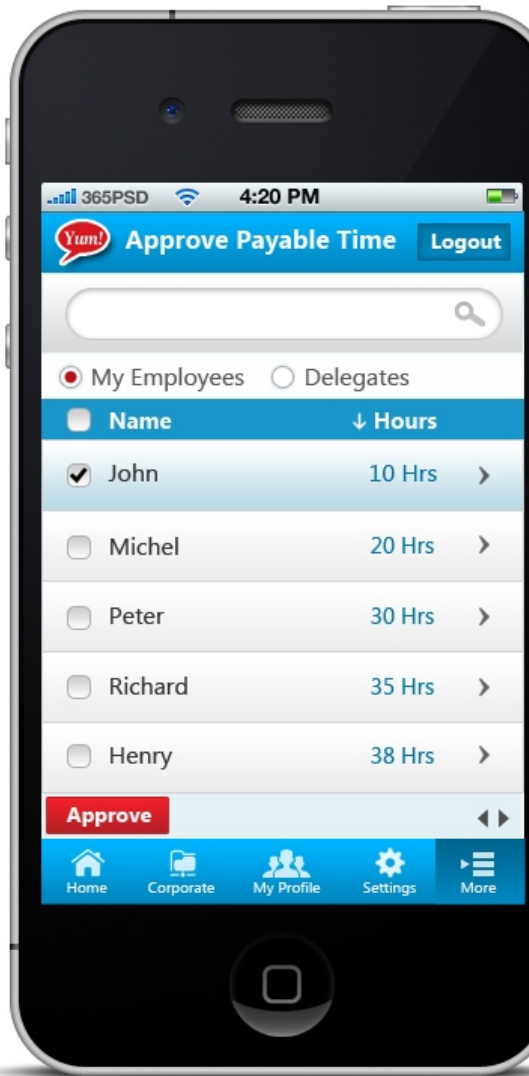 365PSD 4:20 PM
Yum! Approve Payable Time Logout
My Employees Delegates
Name ↓ Hours
John 10 Hrs
Michel 20 Hrs
Peter 30 Hrs
Richard 35 Hrs
Henry 38 Hrs
Approve
Home Corporate My Profile Settings More